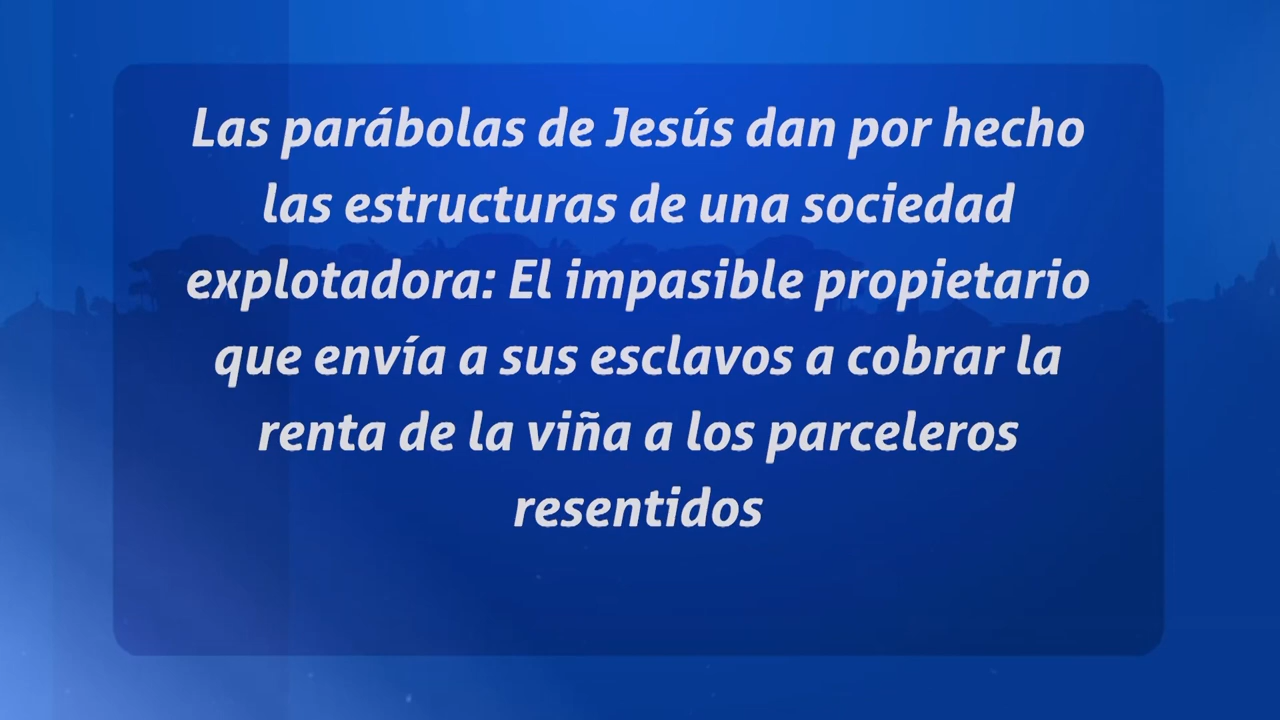 Las parábolas de Jesús dan por hecho
las estructuras de una sociedad
explotadora: El impasible propietario
que envía a sus esclavos a cobrar la
renta de la viña a los parceleros
resentidos